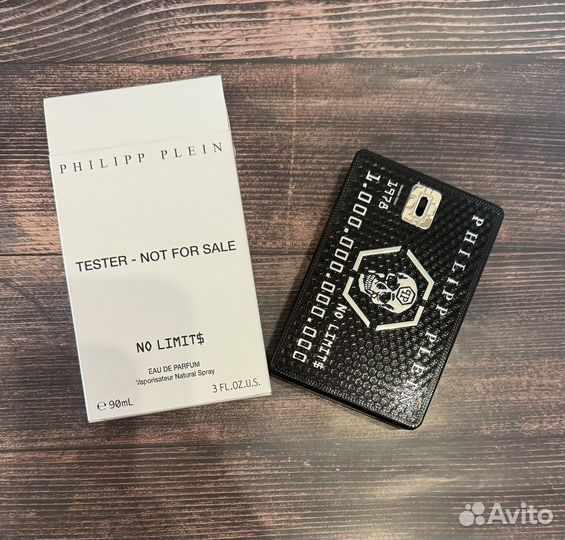 PHILIPP PLEIN
TESTER - NOT FOR SALE
NO LIMIT$
EAU DE PARFUM
Vaporisateur Natural Spray
℮ 90mL
3 FL.OZ.U.S.
1978
1.000.000.000.000
NO LIMIT$
PHILIPP PLEIN
Avito